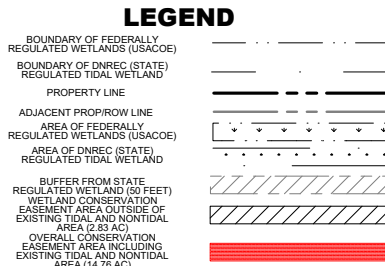 LEGEND
BOUNDARY OF FEDERALLY
REGULATED WETLANDS (USACOE)
BOUNDARY OF DNREC (STATE)
REGULATED TIDAL WETLAND
PROPERTY LINE
ADJACENT PROP/ROW LINE
AREA OF FEDERALLY
REGULATED WETLANDS (USACOE)
AREA OF DNREC (STATE)
REGULATED TIDAL WETLAND
BUFFER FROM STATE
REGULATED WETLAND (50 FEET)
WETLAND CONSERVATION
EASEMENT AREA OUTSIDE OF
EXISTING TIDAL AND NONTIDAL
AREA (2.83 AC)
OVERALL CONSERVATION
EASEMENT AREA INCLUDING
EXISTING TIDAL AND NONTIDAL
AREA (14.76 AC)